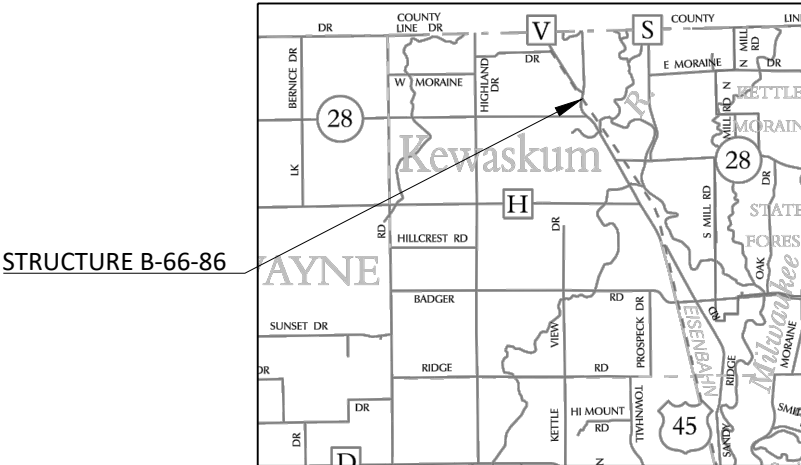 COUNTY
LINE DR
DR
V
S
COUNTY
LINE
BERNICE DR
HIGHLAND
DR
DR
E MORAINE
DR
N MILL
RD
W MORAINE
28
MILL RD N
KETTLE
MORAIN
Kewaskum
R.
28
LK
RD
H
DR
S MILL RD
DR
STATE
FORES
HILLCREST RD
STRUCTURE B-66-86
AYNE
OAK
Milwaukee
BADGER
RD
RD
SUNSET DR
VIEW
PROSPECK DR
EISENBAHN
MORAINE
RIDGE
RD
RIDGE
DR
DR
KETTLE
HI MOUNT
RD
TOWNHALL
45
SANDY
DR
D
N